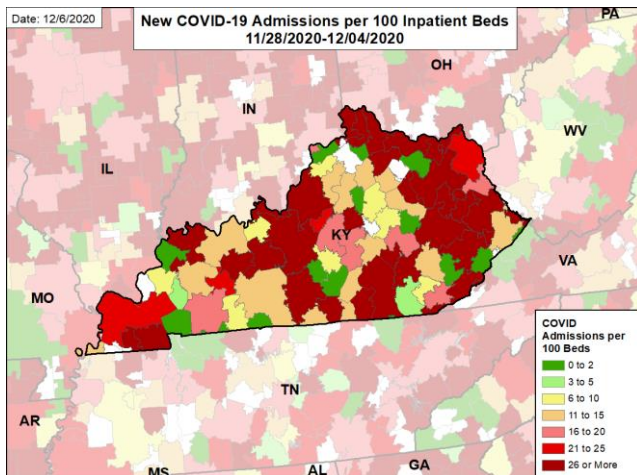 Date: 12/6/2020
New COVID-19 Admissions per 100 Inpatient Beds
11/28/2020-12/04/2020
PA
OH
IN
WV
IL
KY
VA
MO
TN
AR
MS
AL
GA
COVID
Admissions per
100 Beds
0 to 2
3 to 5
6 to 10
11 to 15
16 to 20
21 to 25
26 or More